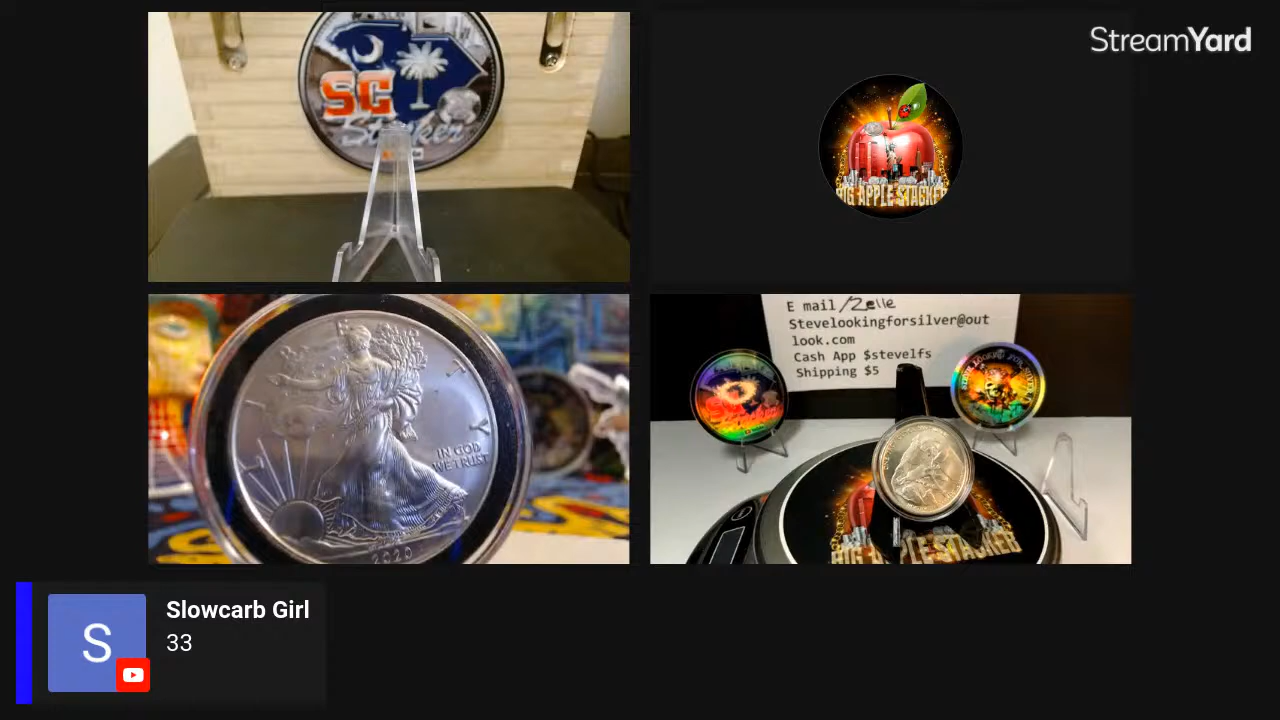 StreamYard
SC
Stacker
BIG APPLE STACKER
E mail/Zelle
Stevelookingforsilver@out
look.com
Cash App $stevelfs
Shipping $5
LIBERTY
IN GOD
WE TRUST
2020
BIG APPLE STACKER
S
Slowcarb Girl
33